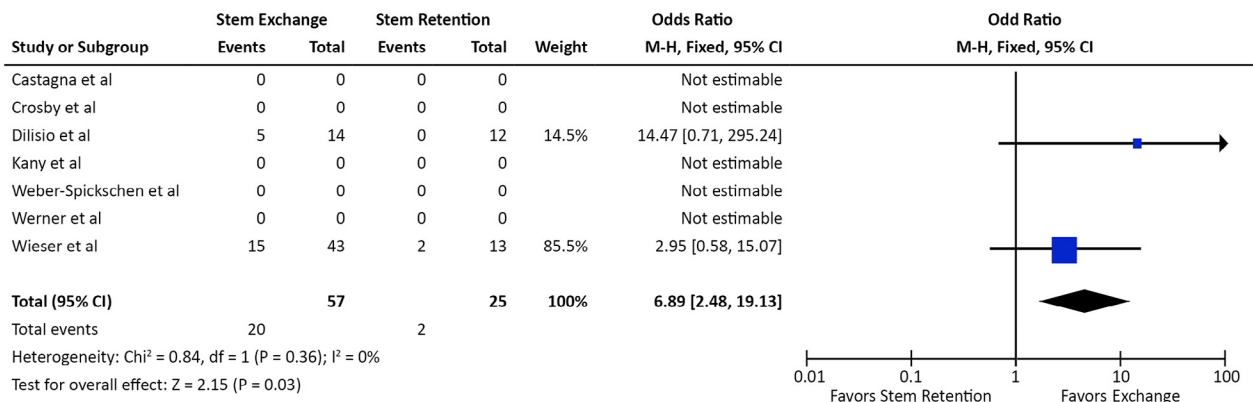 Stem Exchange Stem Retention Odds Ratio Odd Ratio
Study or Subgroup Events Total Events Total Weight M-H, Fixed, 95% CI M-H, Fixed, 95% CI
Castagna et al 0 0 0 0 Not estimable
Crosby et al 0 0 0 0 Not estimable
Dilisio et al 5 14 0 12 14.5% 14.47 [0.71, 295.24]
Kany et al 0 0 0 0 Not estimable
Weber-Spickschen et al 0 0 0 0 Not estimable
Werner et al 0 0 0 0 Not estimable
Wieser et al 15 43 2 13 85.5% 2.95 [0.58, 15.07]
Total (95% CI) 57 25 100% 6.89 [2.48, 19.13]
Total events 20 2
Heterogeneity: Chi² = 0.84, df = 1 (P = 0.36); I² = 0%
Test for overall effect: Z = 2.15 (P = 0.03)
0.01 0.1 1 10 100
Favors Stem Retention Favors Exchange